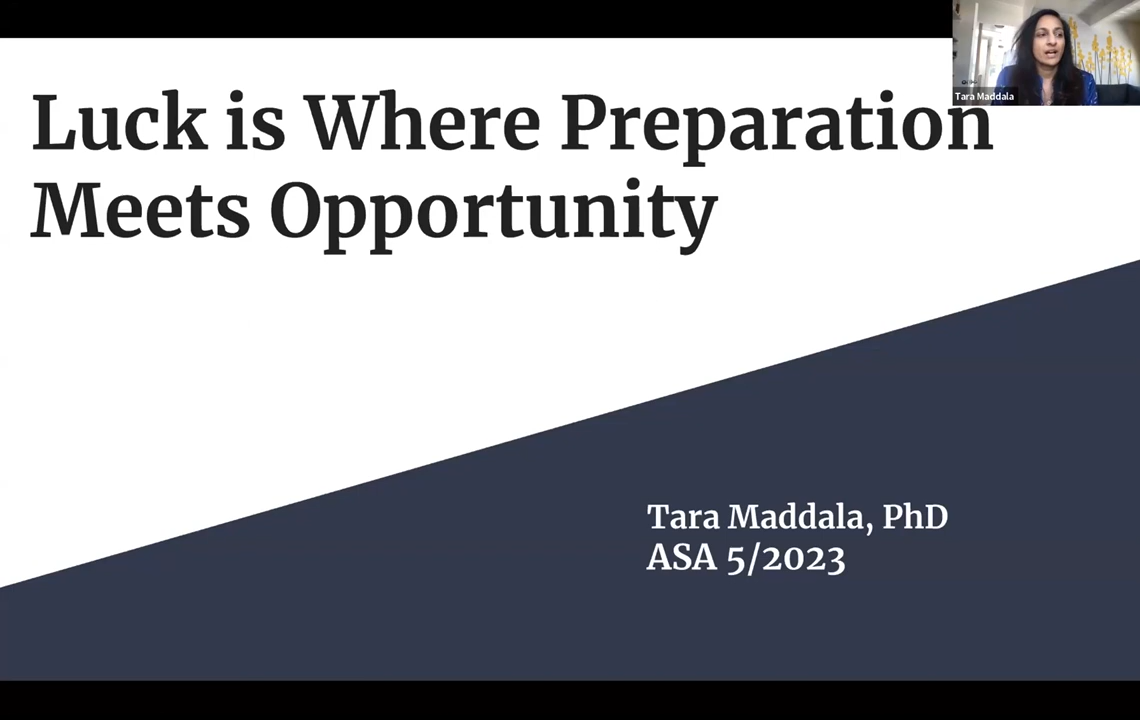 Luck is Where Preparation
Meets Opportunity
Tara Maddala
Tara Maddala, PhD
ASA 5/2023